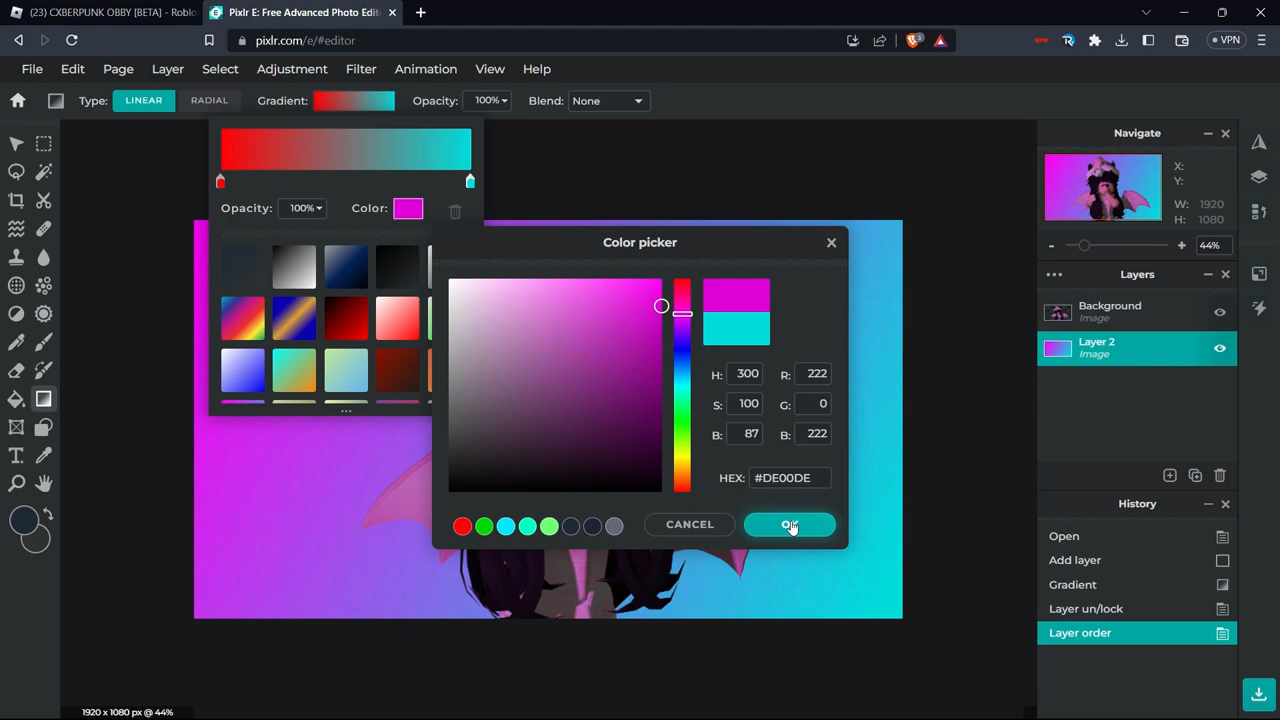 (23) CXBERPUNK OBBY [BETA] - Roblo
Pixlr E: Free Advanced Photo Edit
pixlr.com/e/#editor
3
VPN
File Edit Page Layer Select Adjustment Filter Animation View Help
Type: LINEAR RADIAL Gradient: Opacity: 100% Blend: None
Opacity: 100% Color:
Color picker
H: 300 R: 222
S: 100 G: 0
B: 87 B: 222
HEX: #DE00DE
CANCEL
Navigate
X:
Y:
W: 1920
H: 1080
44%
Layers
Background
Image
Layer 2
Image
History
Open
Add layer
Gradient
Layer un/lock
Layer order
1920 x 1080 px @ 44%